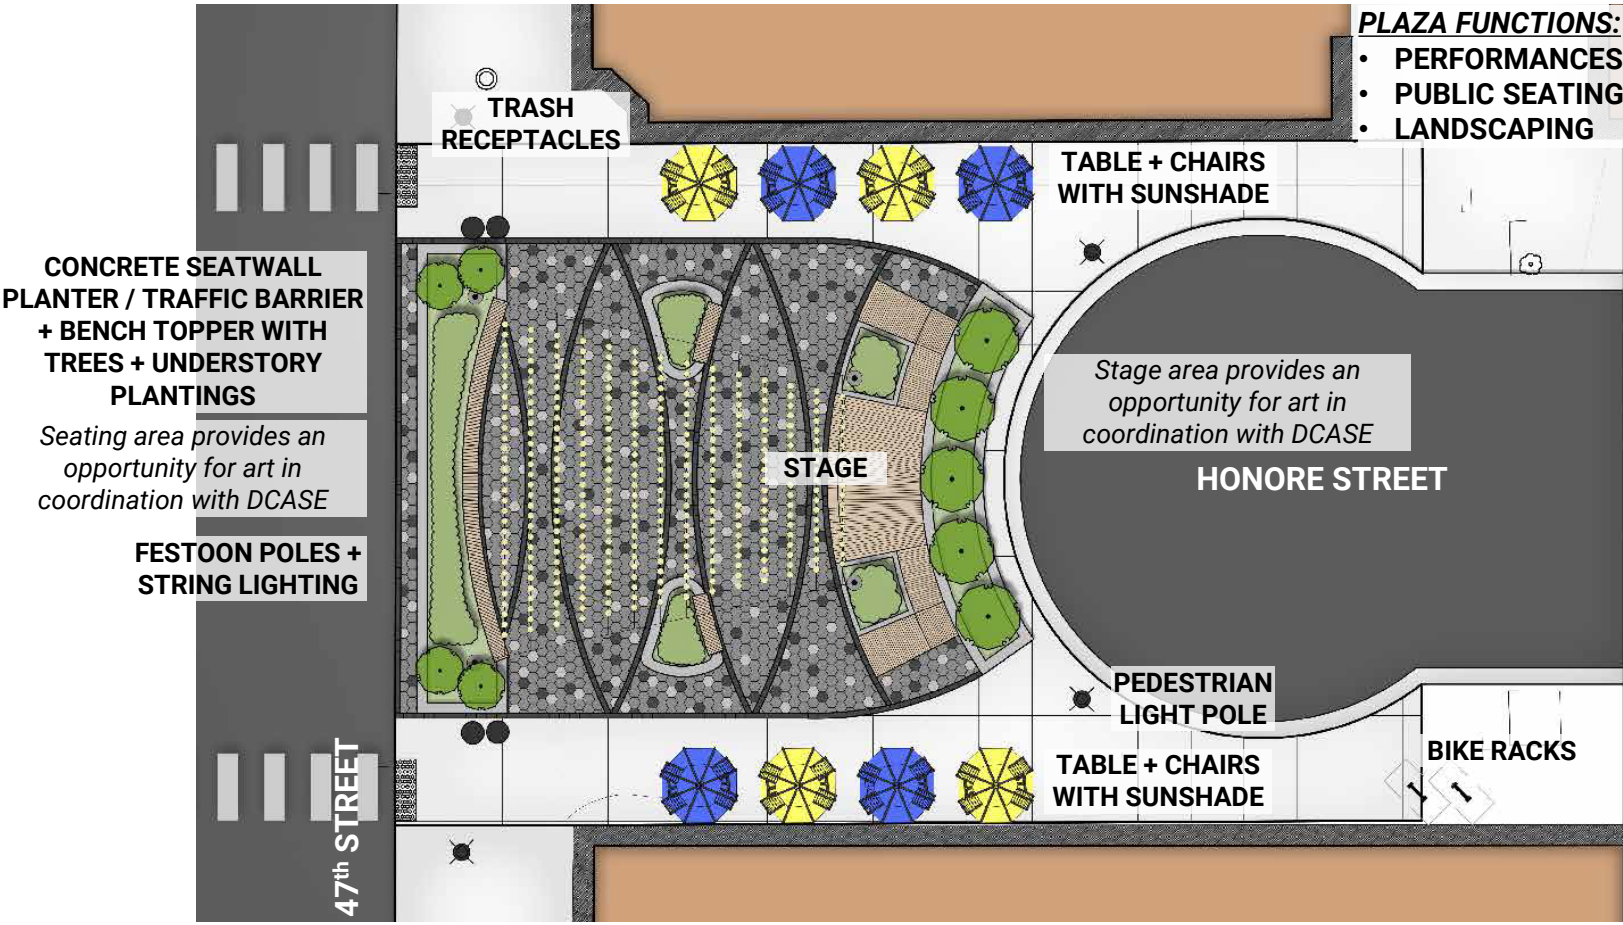 PLAZA FUNCTIONS:
• PERFORMANCES
• PUBLIC SEATING
• LANDSCAPING
TRASH
RECEPTACLES
TABLE + CHAIRS
WITH SUNSHADE
CONCRETE SEATWALL
PLANTER / TRAFFIC BARRIER
+ BENCH TOPPER WITH
TREES + UNDERSTORY
PLANTINGS
Seating area provides an
opportunity for art in
coordination with DCASE
FESTOON POLES +
STRING LIGHTING
STAGE
Stage area provides an
opportunity for art in
coordination with DCASE
HONORE STREET
PEDESTRIAN
LIGHT POLE
TABLE + CHAIRS
WITH SUNSHADE
BIKE RACKS
47th STREET